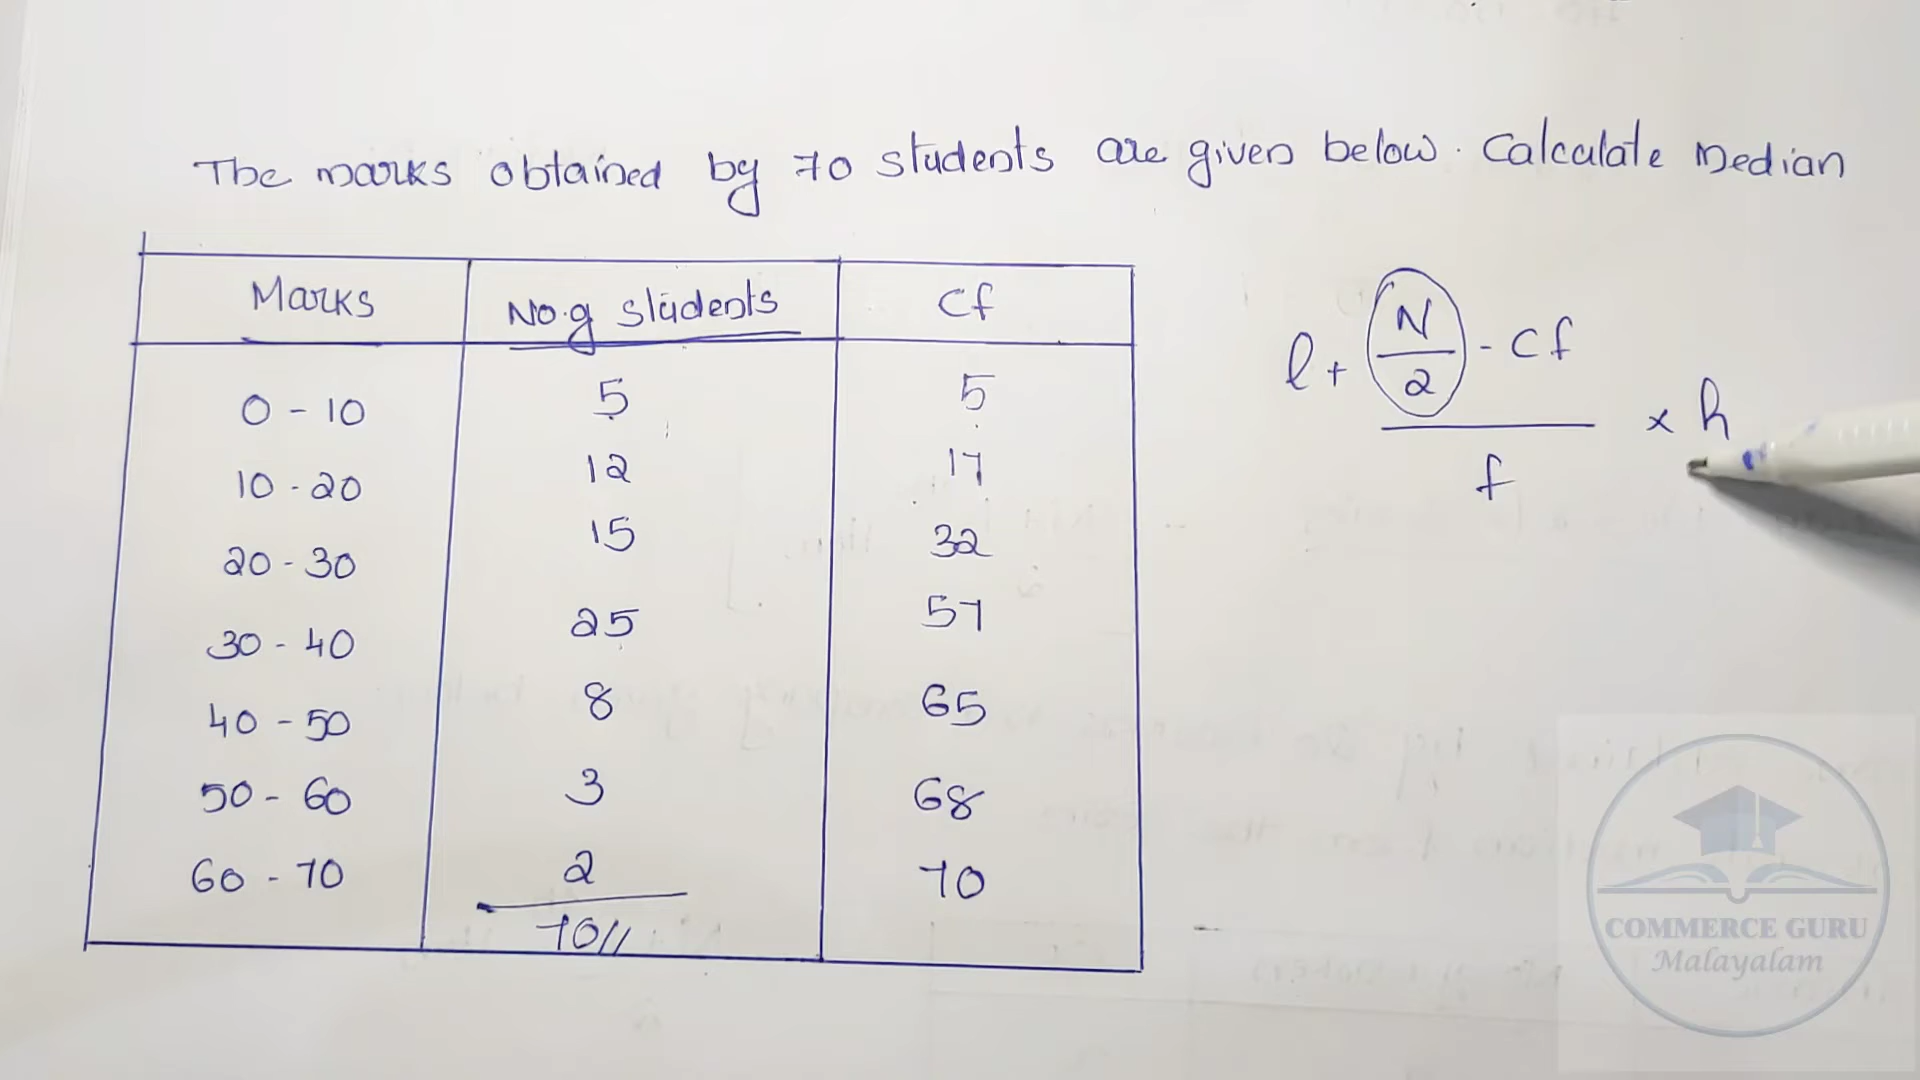 The marks obtained by 70 students are given below. Calculate Median
Marks No.of students Cf
0 - 10 5 5
10 - 20 12 17
20 - 30 15 32
30 - 40 25 57
40 - 50 8 65
50 - 60 3 68
60 - 70 2 70
70//
l + N/2 - cf
f
× h
COMMERCE GURU
Malayalam